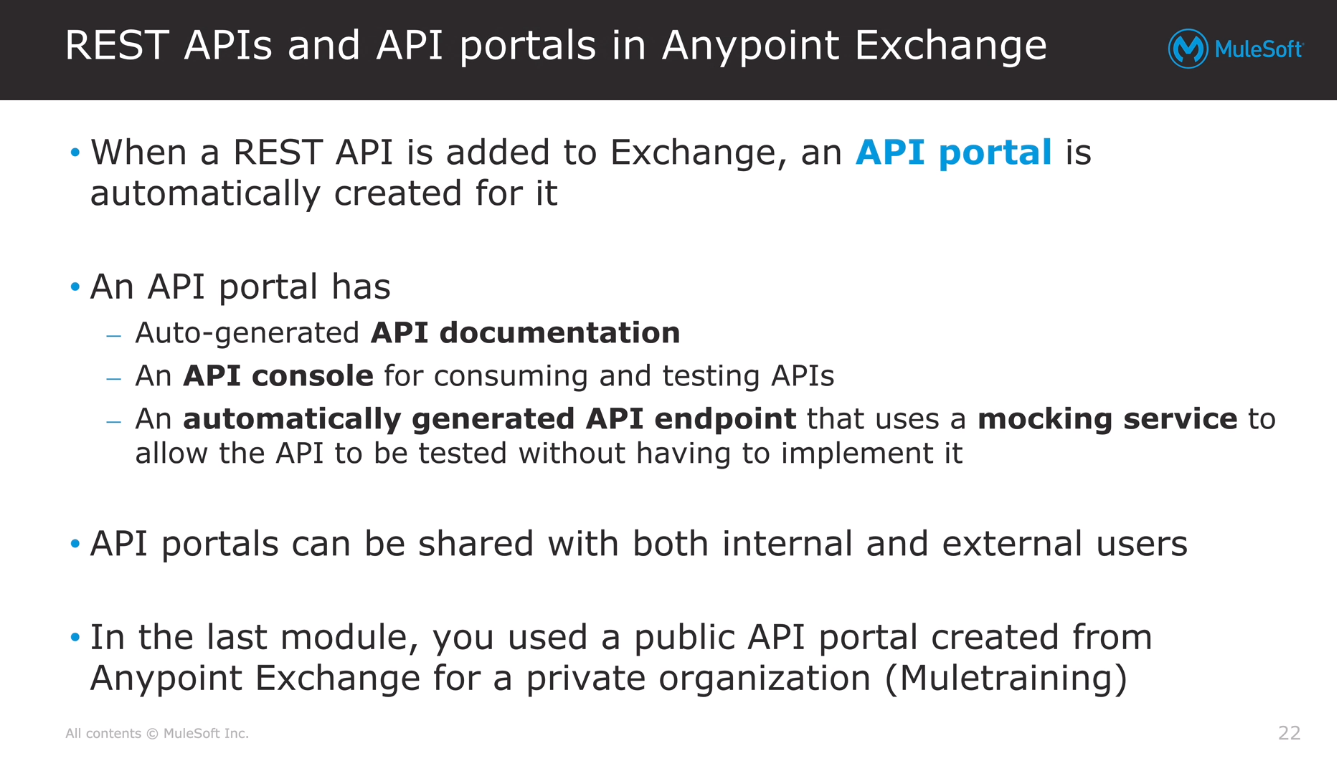 REST APIs and API portals in Anypoint Exchange
MuleSoft
• When a REST API is added to Exchange, an API portal is
automatically created for it
• An API portal has
– Auto-generated API documentation
– An API console for consuming and testing APIs
– An automatically generated API endpoint that uses a mocking service to
allow the API to be tested without having to implement it
• API portals can be shared with both internal and external users
• In the last module, you used a public API portal created from
Anypoint Exchange for a private organization (Muletraining)
All contents © MuleSoft Inc.
22